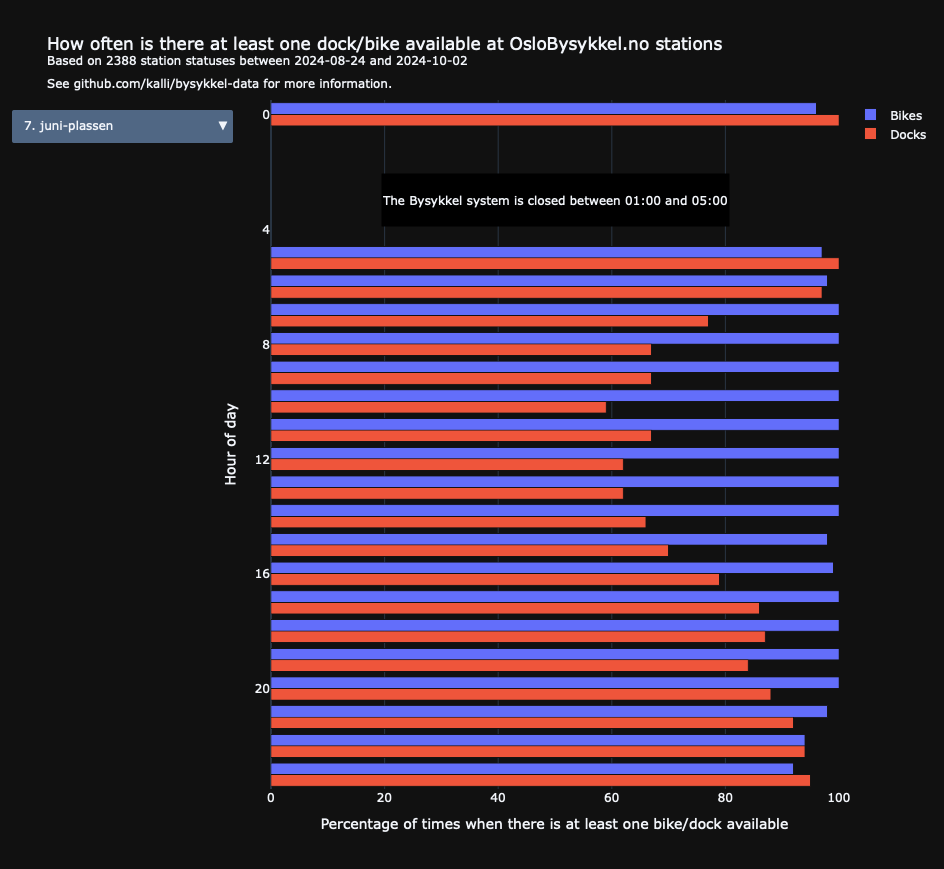 How often is there at least one dock/bike available at OsloBysykkel.no stations
Based on 2388 station statuses between 2024-08-24 and 2024-10-02
See github.com/kalli/bysykkel-data for more information.
7. juni-plassen ▼
Bikes
Docks
0
The Bysykkel system is closed between 01:00 and 05:00
4
8
Hour of day
12
16
20
0 20 40 60 80 100
Percentage of times when there is at least one bike/dock available